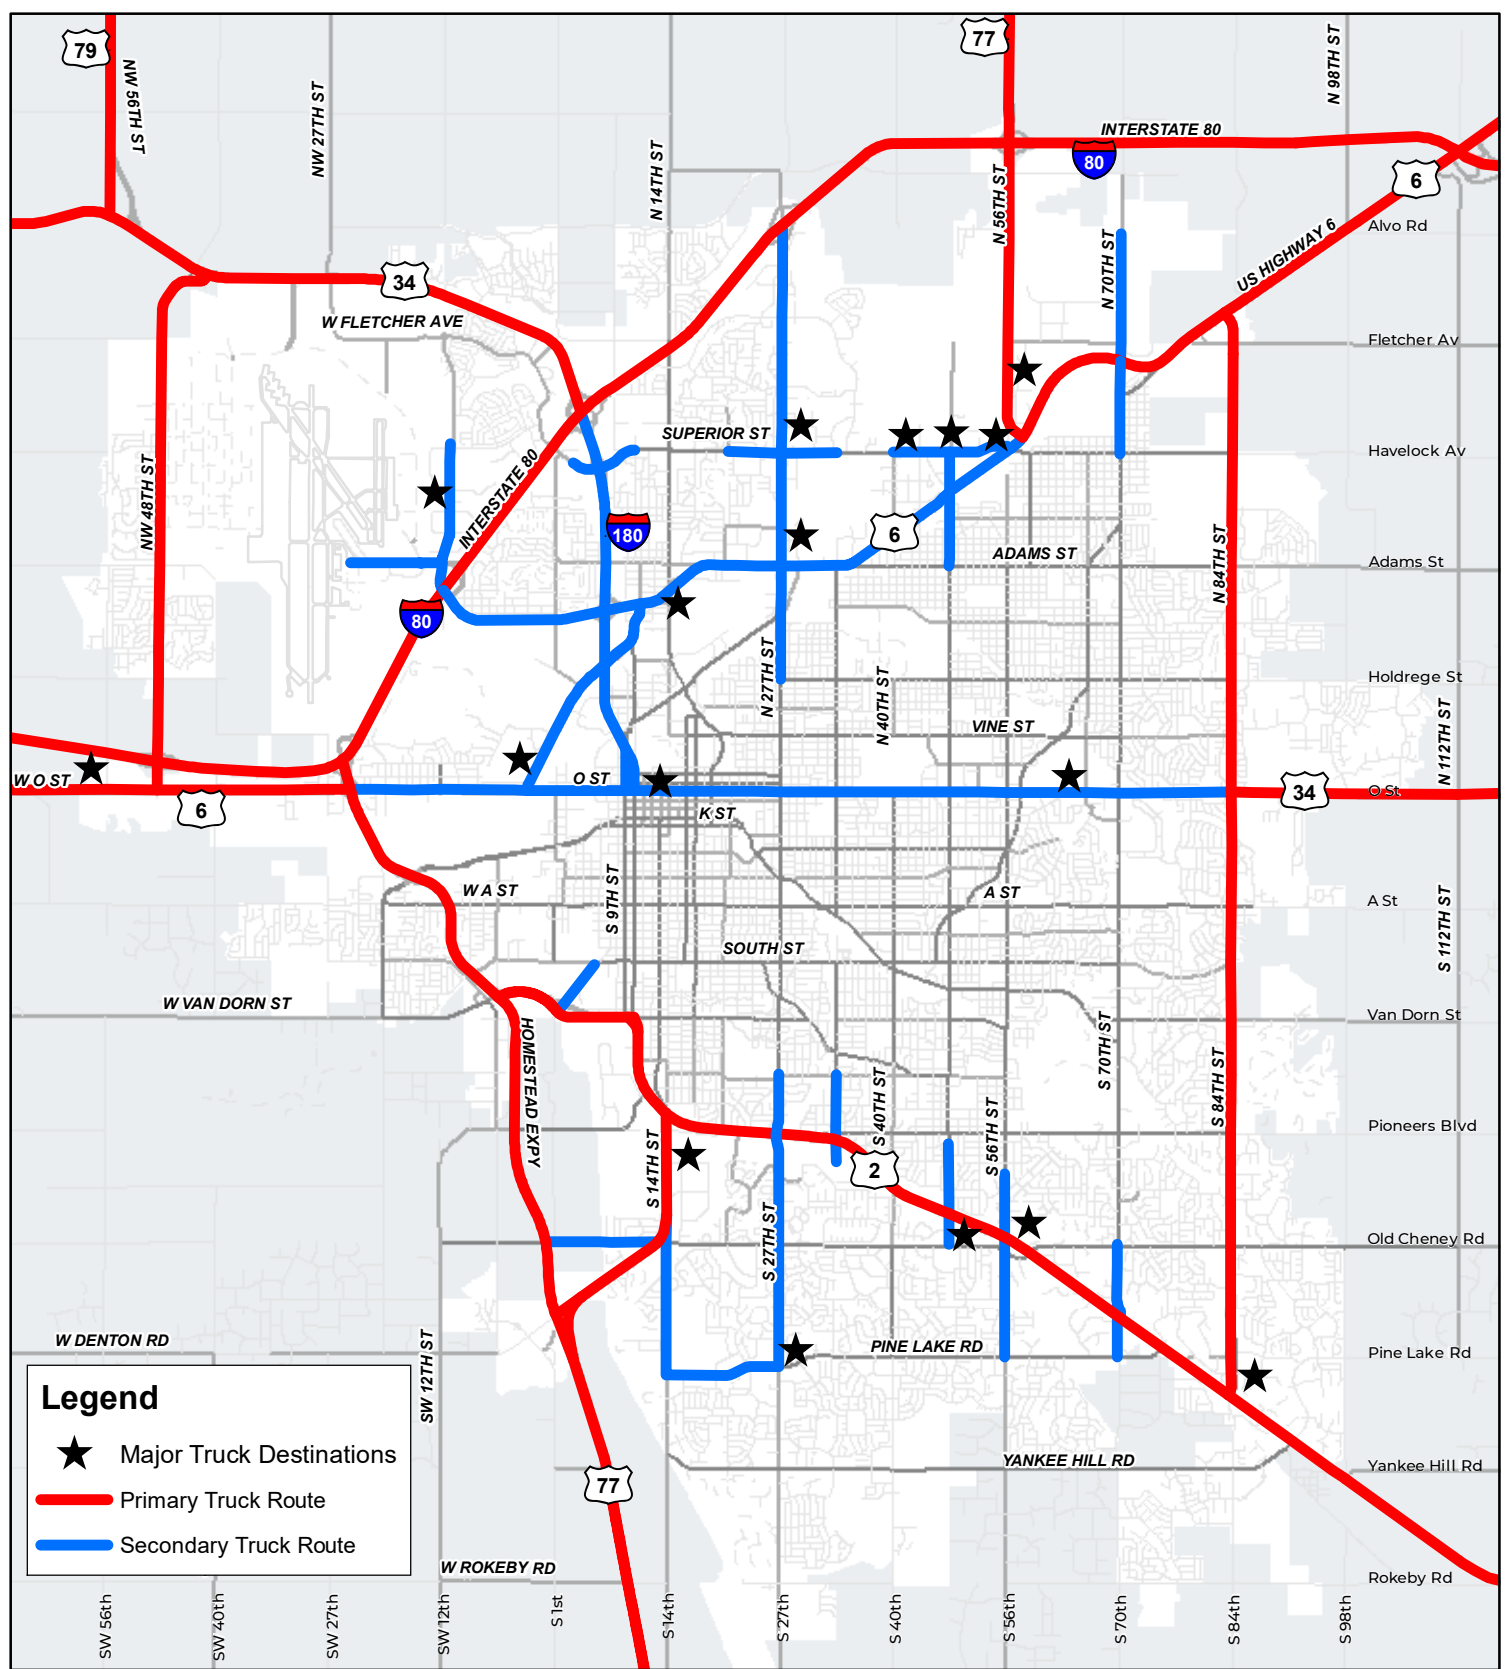 79
77
NW 56TH ST
NW 27TH ST
N 14TH ST
N 98TH ST
INTERSTATE 80
80
6
N 56TH ST
Alvo Rd
US HIGHWAY 6
N 70TH ST
34
W FLETCHER AVE
Fletcher Av
SUPERIOR ST
Havelock Av
NW 48TH ST
INTERSTATE 80
180
6
ADAMS ST
Adams St
N 84TH ST
80
N 27TH ST
N 40TH ST
Holdrege St
VINE ST
N 112TH ST
W O ST
6
O ST
34
O St
K ST
W A ST
S 9TH ST
A ST
A St
S 112TH ST
SOUTH ST
W VAN DORN ST
Van Dorn St
HOMESTEAD EXPY
S 70TH ST
S 84TH ST
S 40TH ST
S 56TH ST
Pioneers Blvd
S 14TH ST
2
S 27TH ST
Old Cheney Rd
W DENTON RD
SW 12TH ST
PINE LAKE RD
Pine Lake Rd
Legend
Major Truck Destinations
Primary Truck Route
Secondary Truck Route
YANKEE HILL RD
Yankee Hill Rd
77
W ROKEBY RD
Rokeby Rd
SW 56th
SW 40th
SW 27th
SW 12th
S 1st
S 14th
S 27th
S 40th
S 56th
S 70th
S 84th
S 98th